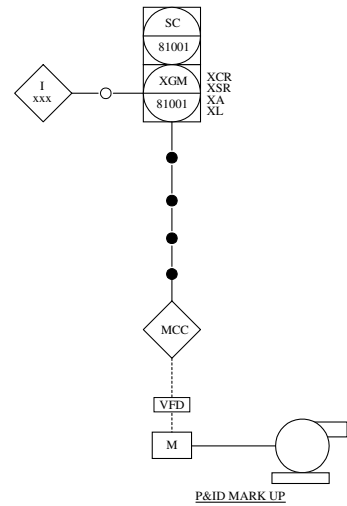 SC
81001
I
xxx
XGM
81001
XCR
XSR
XA
XL
MCC
VFD
M
P&ID MARK UP